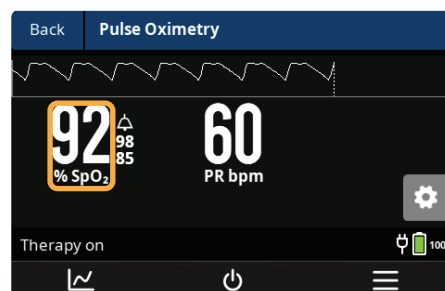 Back Pulse Oximetry
92 98 60
85
% SpO₂ PR bpm
Therapy on 100